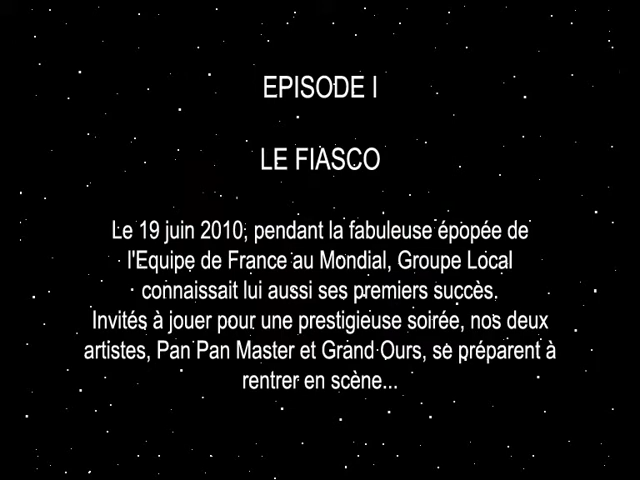 EPISODE I
LE FIASCO
Le 19 juin 2010, pendant la fabuleuse épopée de
l'Equipe de France au Mondial, Groupe Local
connaissait lui aussi ses premiers succès.
Invités à jouer pour une prestigieuse soirée, nos deux
artistes, Pan Pan Master et Grand Ours, se préparent à
rentrer en scène...